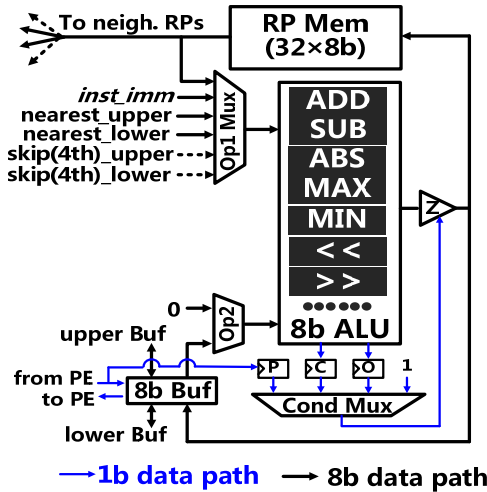 To neigh. RPs
RP Mem
(32×8b)
inst_imm
nearest_upper
nearest_lower
skip(4th)_upper
skip(4th)_lower
Op1 Mux
ADD
SUB
ABS
MAX
MIN
<<
>>
8b ALU
Z
0
Op2
upper Buf
from PE
to PE
8b Buf
lower Buf
P
C
O
1
Cond Mux
1b data path
8b data path